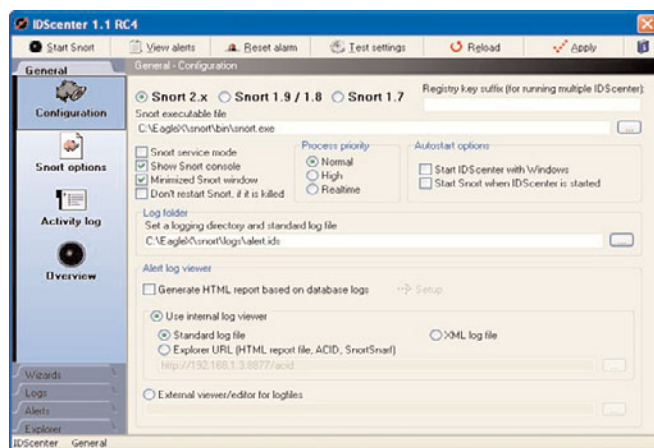 IDScenter 1.1 RC4
Start Snort View alerts Reset alarm Test settings Reload Apply
General
General - Configuration
Configuration
Snort options
Activity log
Overview
Snort 2.x Snort 1.9 / 1.8 Snort 1.7
Registry key suffix (for running multiple IDScenter):
Snort executable file
C:\EagleX\snort\bin\snort.exe
...
Snort service mode
Show Snort console
Minimized Snort window
Don't restart Snort, if it is killed
Process priority
Normal
High
Realtime
Autostart options
Start IDScenter with Windows
Start Snort when IDScenter is started
Log folder
Set a logging directory and standard log file
C:\EagleX\snort\logs\alert.ids
...
Alert log viewer
Generate HTML report based on database logs Setup
Use internal log viewer
Standard log file XML log file
Explorer URL (HTML report file, ACID, SnortSnarf)
http://192.168.1.3:8877/acid
...
External viewer/editor for logfiles
...
Wizards
Logs
Alerts
Explorer
IDScenter General